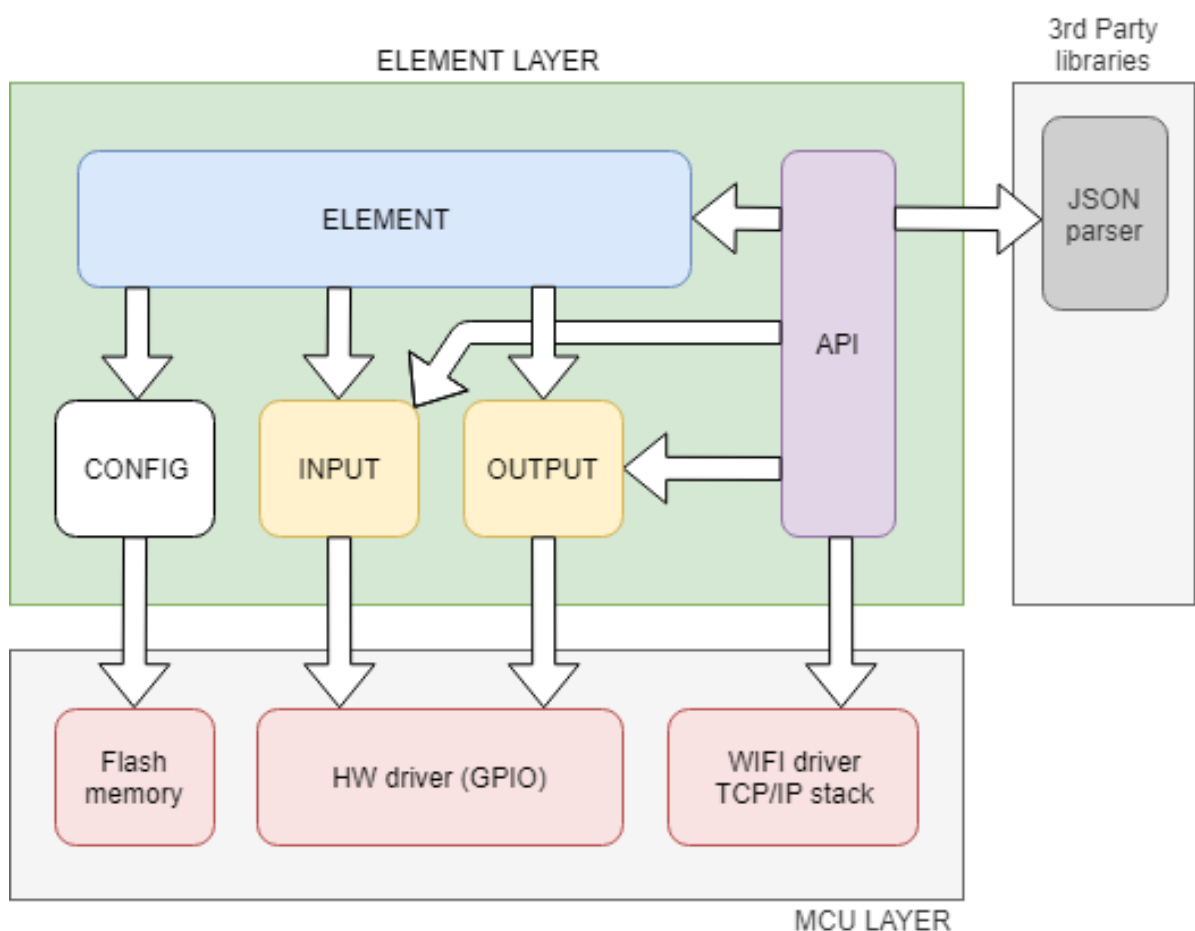 3rd Party
libraries
ELEMENT LAYER
JSON
parser
ELEMENT
API
CONFIG
INPUT
OUTPUT
Flash
memory
HW driver (GPIO)
WIFI driver
TCP/IP stack
MCU LAYER